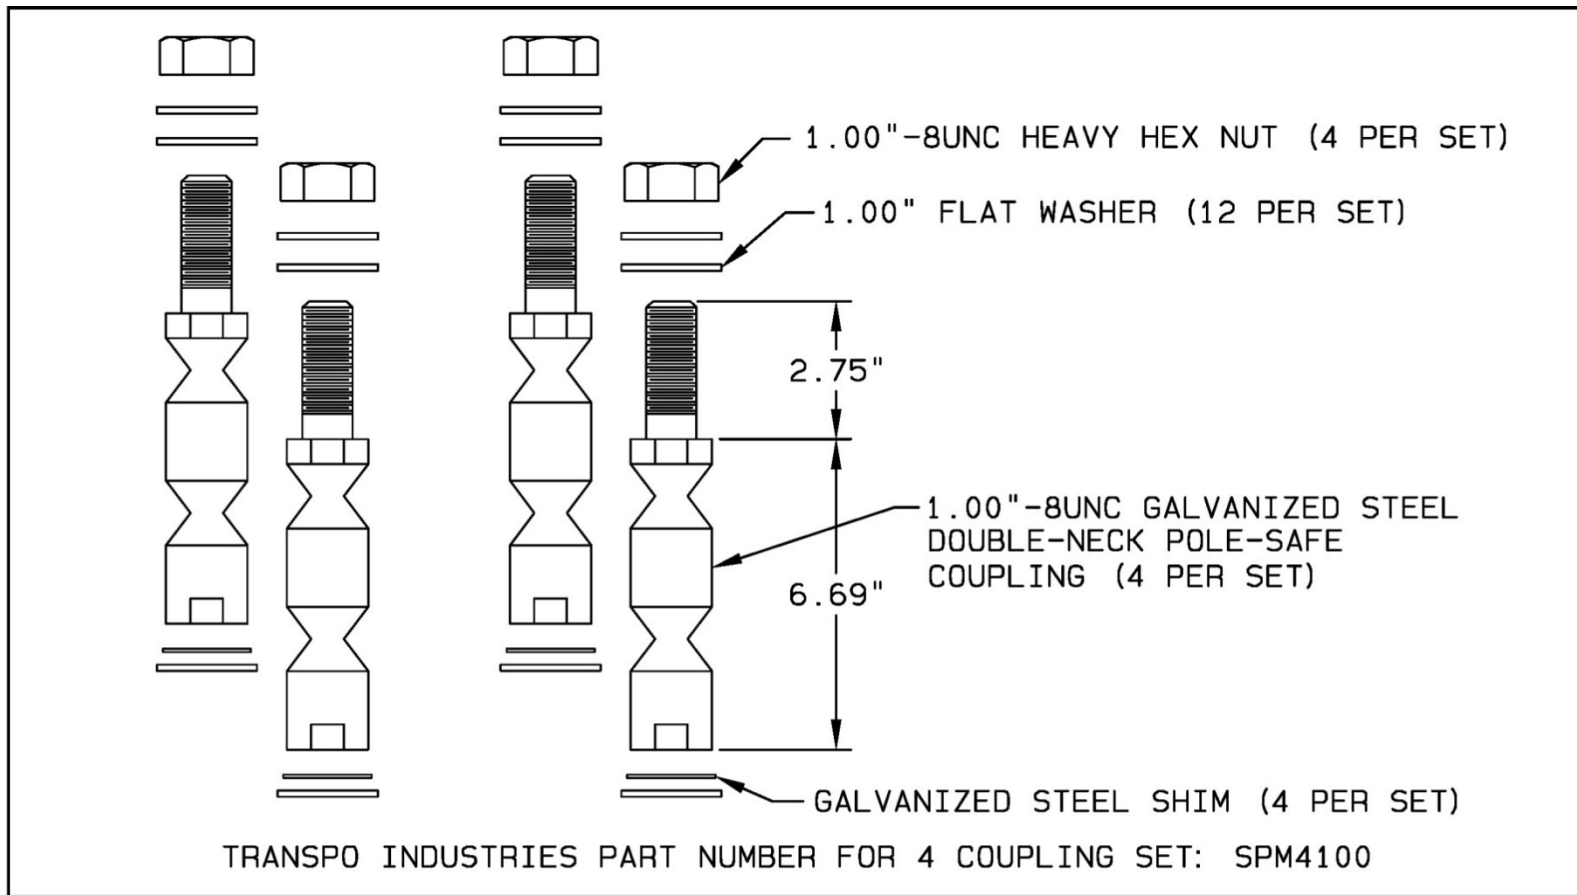 1.00"-8UNC HEAVY HEX NUT (4 PER SET)
1.00" FLAT WASHER (12 PER SET)
2.75"
1.00"-8UNC GALVANIZED STEEL
DOUBLE-NECK POLE-SAFE
COUPLING (4 PER SET)
6.69"
GALVANIZED STEEL SHIM (4 PER SET)
TRANSPO INDUSTRIES PART NUMBER FOR 4 COUPLING SET: SPM4100